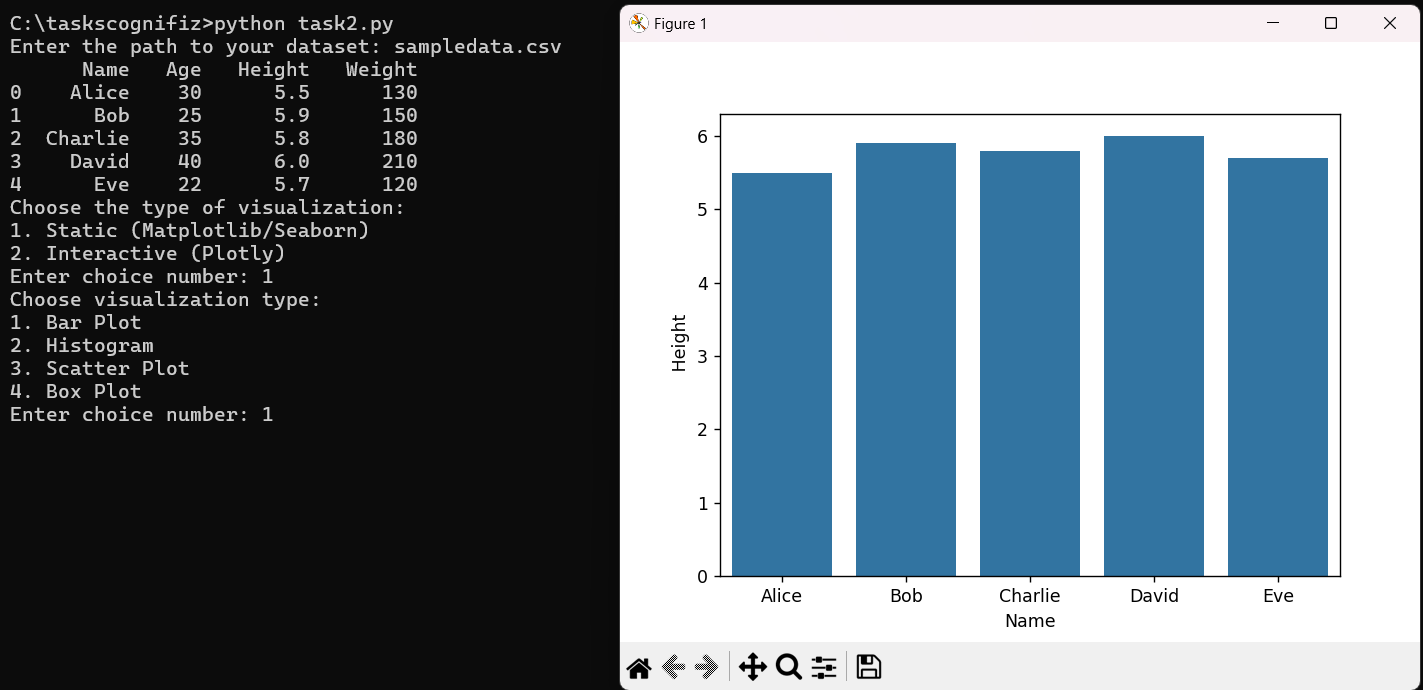 C:\taskscognifiz>python task2.py
Enter the path to your dataset: sampledata.csv
      Name   Age   Height   Weight
0    Alice    30      5.5      130
1      Bob    25      5.9      150
2  Charlie    35      5.8      180
3    David    40      6.0      210
4      Eve    22      5.7      120
Choose the type of visualization:
1. Static (Matplotlib/Seaborn)
2. Interactive (Plotly)
Enter choice number: 1
Choose visualization type:
1. Bar Plot
2. Histogram
3. Scatter Plot
4. Box Plot
Enter choice number: 1
Figure 1
6
5
4
3
2
1
0
Height
Alice Bob Charlie David Eve
Name